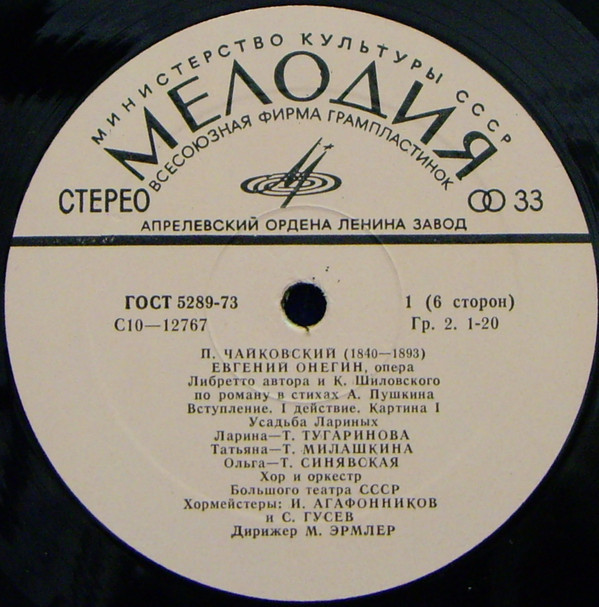 МИНИСТЕРСТВО КУЛЬТУРЫ СССР
МЕЛОДИЯ
ВСЕСОЮЗНАЯ ФИРМА ГРАМПЛАСТИНОК
СТЕРЕО
33
АПРЕЛЕВСКИЙ ОРДЕНА ЛЕНИНА ЗАВОД
ГОСТ 5289-73 1 (6 сторон)
С10—12767 Гр. 2. 1-20
П. ЧАЙКОВСКИЙ (1840—1893)
ЕВГЕНИЙ ОНЕГИН, опера
Либретто автора и К. Шиловского
по роману в стихах А. Пушкина
Вступление. I действие. Картина I
Усадьба Лариных
Ларина—Т. ТУГАРИНОВА
Татьяна—Т. МИЛАШКИНА
Ольга—Т. СИНЯВСКАЯ
Хор и оркестр
Большого театра СССР
Хормейстеры: И. АГАФОННИКОВ
и С. ГУСЕВ
Дирижер М. ЭРМЛЕР